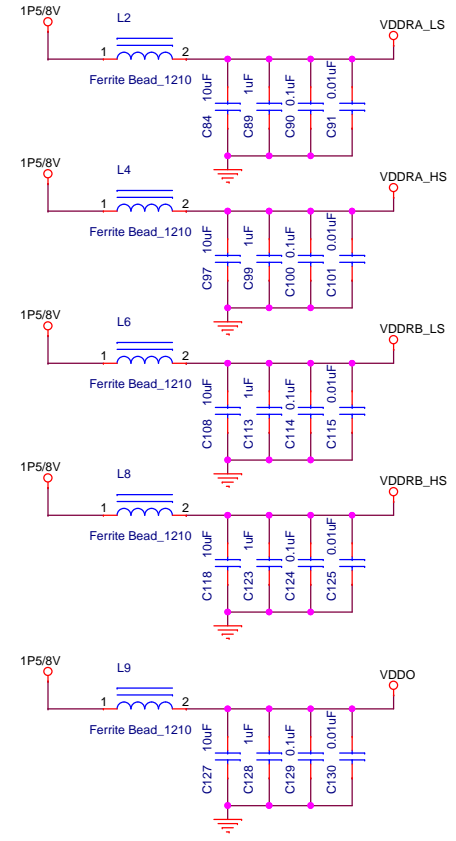 1P5/8V
L2
VDDRA_LS
1
2
Ferrite Bead_1210
10uF
1uF
0.1uF
0.01uF
C84
C89
C90
C91
1P5/8V
L4
VDDRA_HS
1
2
Ferrite Bead_1210
10uF
1uF
0.1uF
0.01uF
C97
C99
C100
C101
1P5/8V
L6
VDDRB_LS
1
2
Ferrite Bead_1210
10uF
1uF
0.1uF
0.01uF
C108
C113
C114
C115
1P5/8V
L8
VDDRB_HS
1
2
Ferrite Bead_1210
10uF
1uF
0.1uF
0.01uF
C118
C123
C124
C125
1P5/8V
L9
VDDO
1
2
Ferrite Bead_1210
10uF
1uF
0.1uF
0.01uF
C127
C128
C129
C130